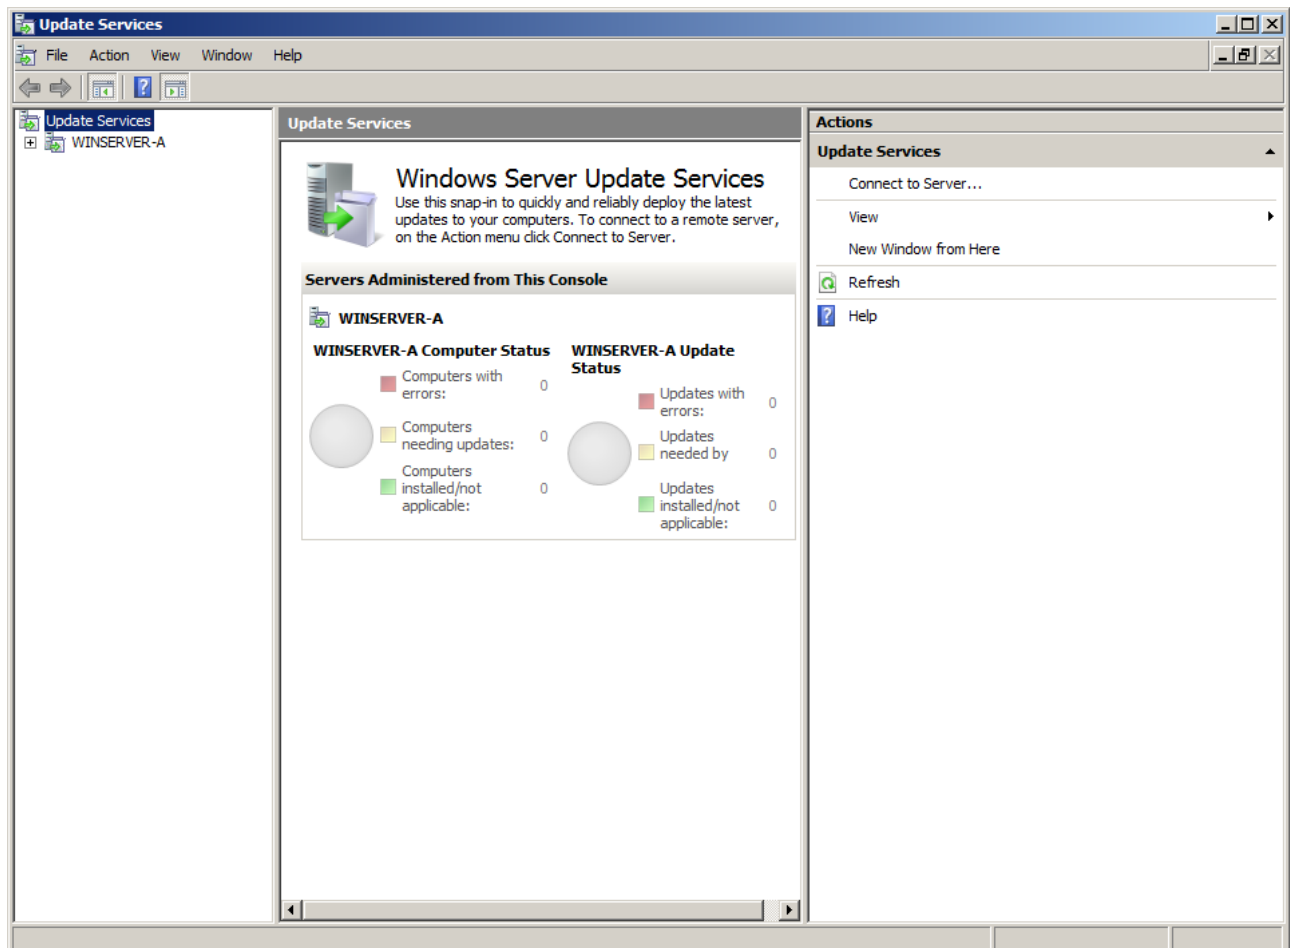 Update Services
File Action View Window Help
Update Services
WINSERVER-A
Update Services
Windows Server Update Services
Use this snap-in to quickly and reliably deploy the latest
updates to your computers. To connect to a remote server,
on the Action menu click Connect to Server.
Servers Administered from This Console
WINSERVER-A
WINSERVER-A Computer Status
Computers with
errors: 0
Computers
needing updates: 0
Computers
installed/not
applicable: 0
WINSERVER-A Update
Status
Updates with
errors: 0
Updates
needed by 0
Updates
installed/not
applicable: 0
Actions
Update Services
Connect to Server...
View
New Window from Here
Refresh
Help